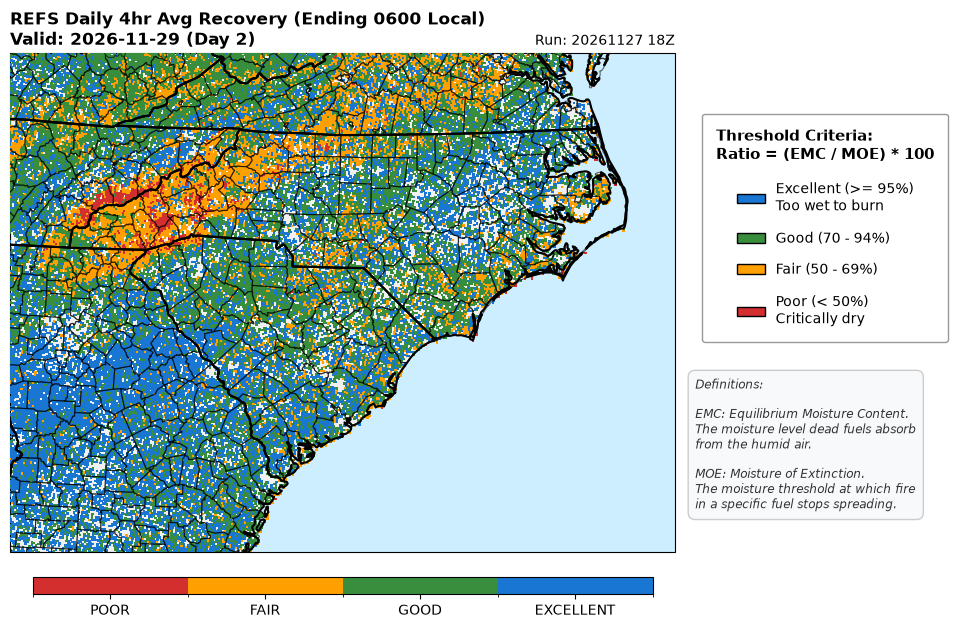 REFS Daily 4hr Avg Recovery (Ending 0600 Local)
Valid: 2026-11-29 (Day 2)
Run: 20261127 18Z
Threshold Criteria:
Ratio = (EMC / MOE) * 100
Excellent (>= 95%)
Too wet to burn
Good (70 - 94%)
Fair (50 - 69%)
Poor (< 50%)
Critically dry
Definitions:
EMC: Equilibrium Moisture Content.
The moisture level dead fuels absorb
from the humid air.
MOE: Moisture of Extinction.
The moisture threshold at which fire
in a specific fuel stops spreading.
POOR
FAIR
GOOD
EXCELLENT